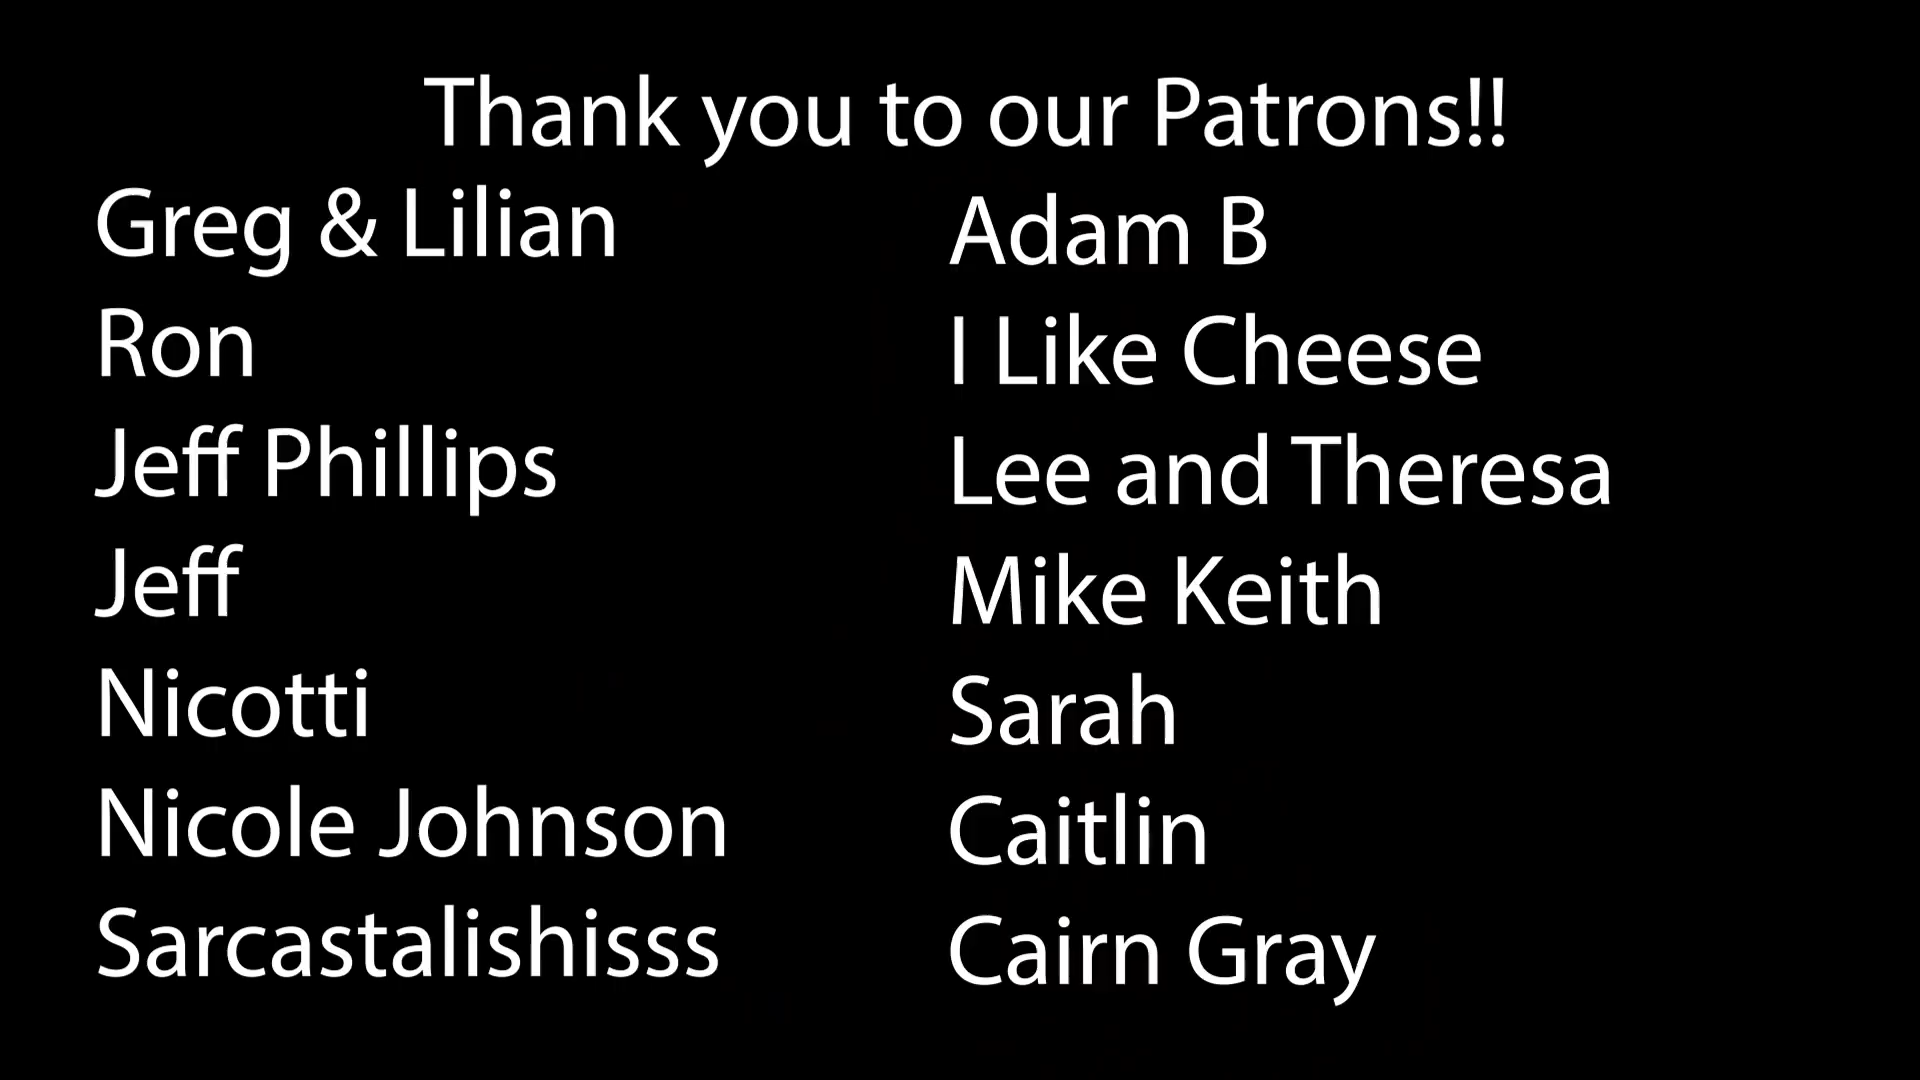 Thank you to our Patrons!!
Greg & Lilian
Ron
Jeff Phillips
Jeff
Nicotti
Nicole Johnson
Sarcastalishisss
Adam B
I Like Cheese
Lee and Theresa
Mike Keith
Sarah
Caitlin
Cairn Gray